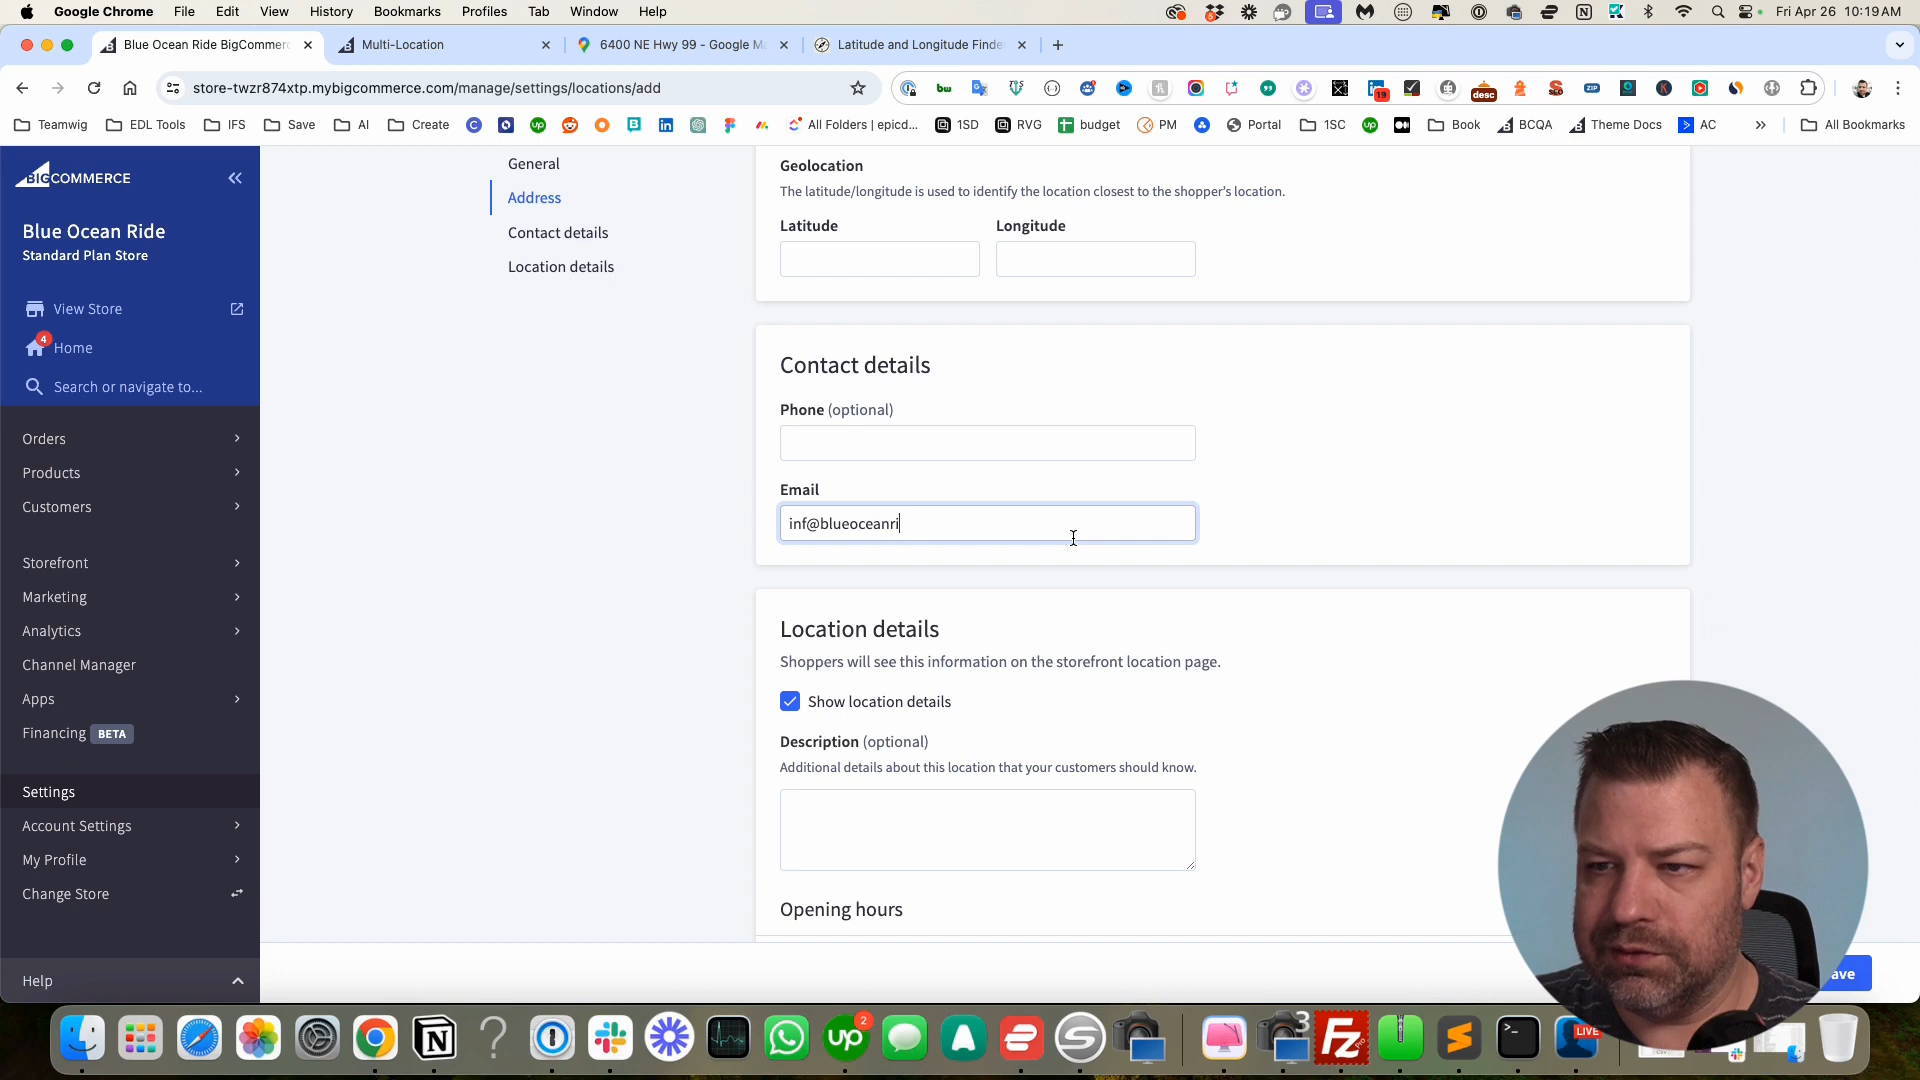 Google Chrome File Edit View History Bookmarks Profiles Tab Window Help Fri Apr 26 10:19 AM
Blue Ocean Ride BigCommerc Multi-Location 6400 NE Hwy 99 - Google Ma Latitude and Longitude Finde
store-twzr874xtp.mybigcommerce.com/manage/settings/locations/add
Teamwig EDL Tools IFS Save AI Create All Folders | epicd... 1SD RVG budget PM Portal 1SC Book BCQA Theme Docs AC All Bookmarks
BIGCOMMERCE
Blue Ocean Ride
Standard Plan Store
View Store
4
Home
Search or navigate to...
Orders
Products
Customers
Storefront
Marketing
Analytics
Channel Manager
Apps
Financing BETA
Settings
Account Settings
My Profile
Change Store
Help
General
Address
Contact details
Location details
Geolocation
The latitude/longitude is used to identify the location closest to the shopper's location.
Latitude Longitude
Contact details
Phone (optional)
Email
inf@blueoceanri
Location details
Shoppers will see this information on the storefront location page.
Show location details
Description (optional)
Additional details about this location that your customers should know.
Opening hours
ave
2
3
LIVE